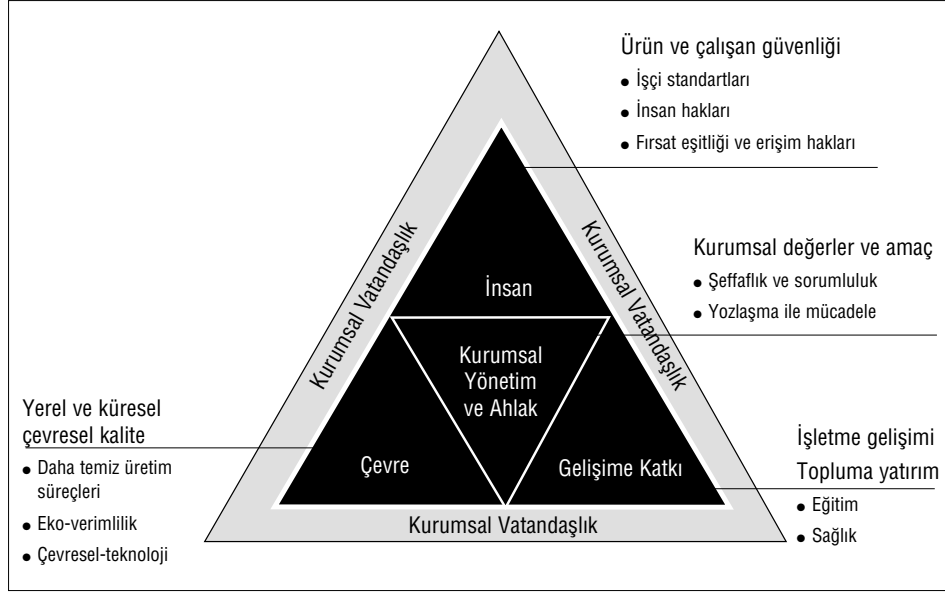 Ürün ve çalışan güvenliği
● İşçi standartları
● İnsan hakları
● Fırsat eşitliği ve erişim hakları
Kurumsal Vatandaşlık
Kurumsal Vatandaşlık
Kurumsal değerler ve amaç
● Şeffaflık ve sorumluluk
● Yozlaşma ile mücadele
İnsan
Kurumsal
Yönetim
ve Ahlak
Yerel ve küresel
çevresel kalite
● Daha temiz üretim
süreçleri
● Eko-verimlilik
● Çevresel-teknoloji
Çevre
Gelişime Katkı
İşletme gelişimi
Topluma yatırım
● Eğitim
● Sağlık
Kurumsal Vatandaşlık